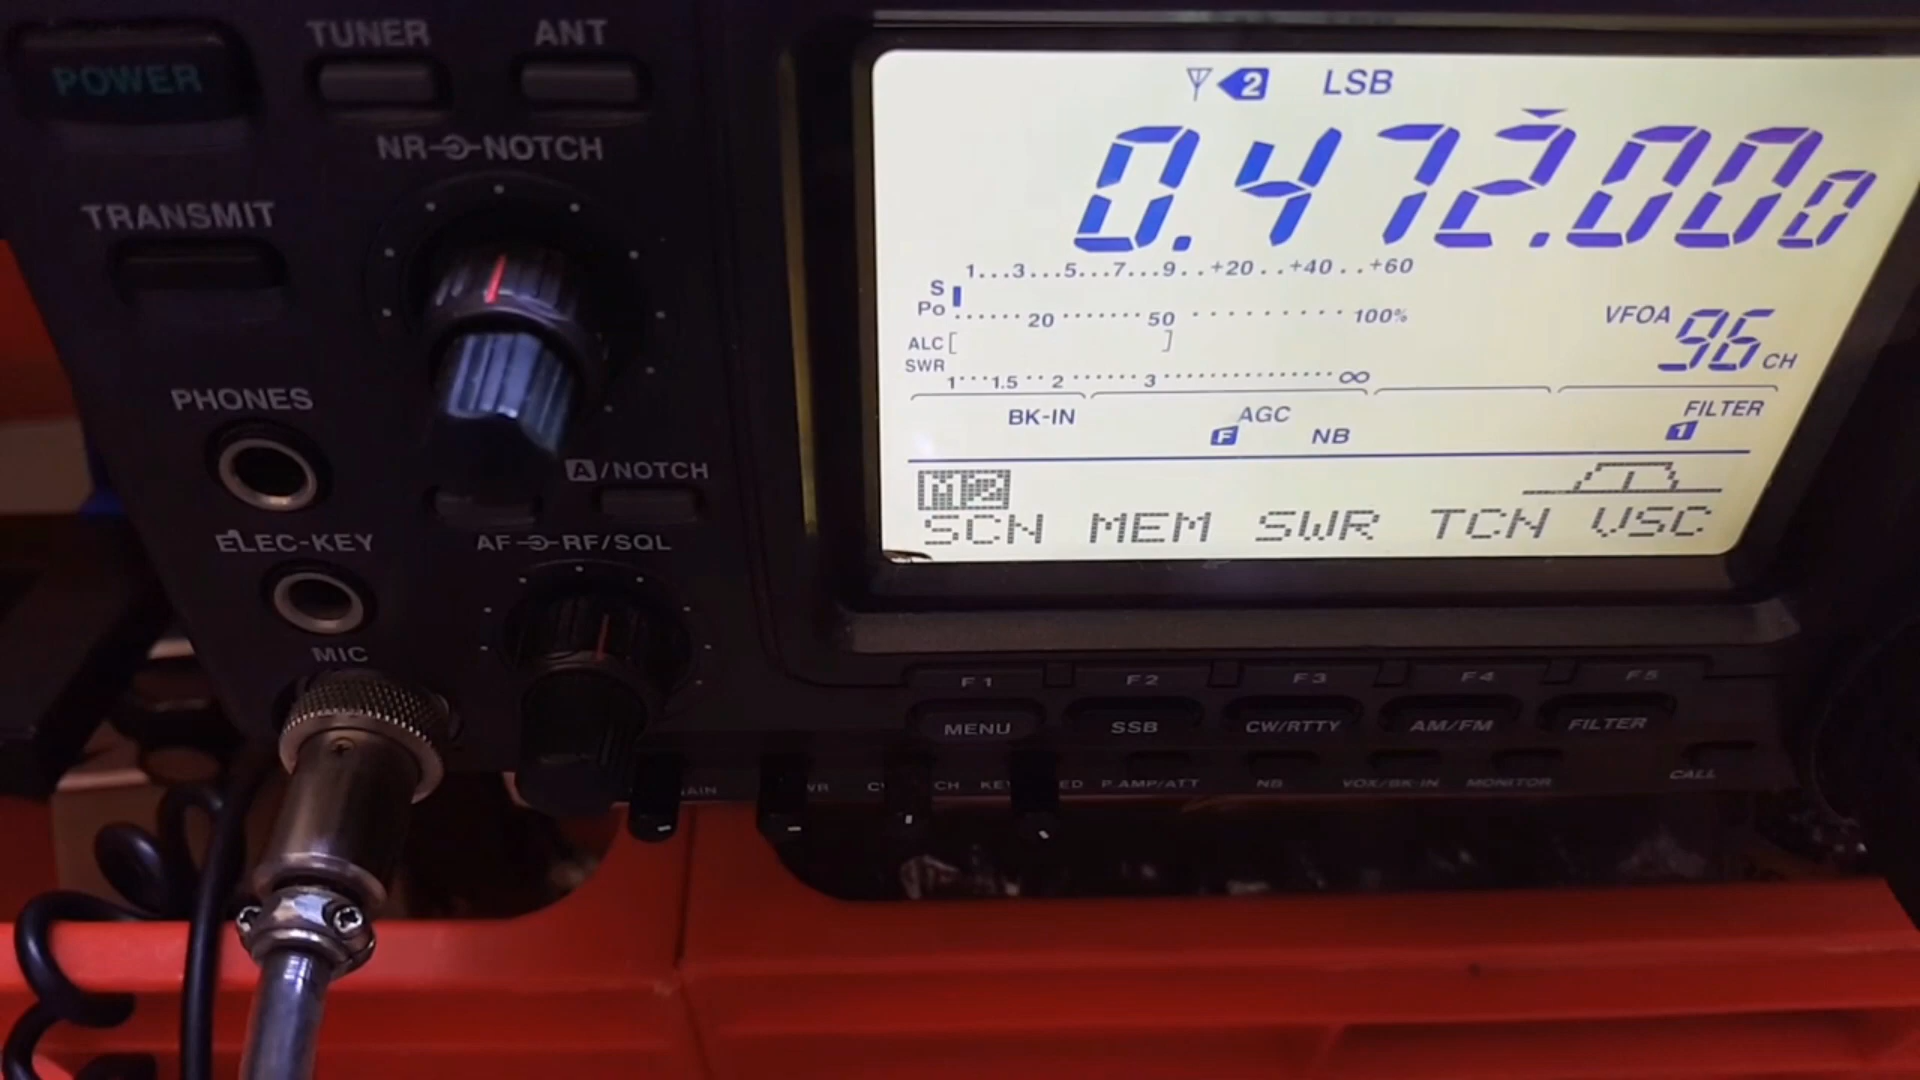 TUNER
ANT
POWER
NR NOTCH
TRANSMIT
PHONES
A/NOTCH
ELEC-KEY
AF RF/SQL
MIC
2 LSB
0.472.000
1...3...5...7...9..+20..+40..+60
S
Po
20 50 100%
VFOA 96 CH
ALC
SWR
1 1.5 2 3 ∞
BK-IN
AGC
F
NB
FILTER
1
M2
SCN MEM SWR TCN VSC
F1 F2 F3 F4 F5
MENU SSB CW/RTTY AM/FM FILTER
P.AMP/ATT NB VOX/BK-IN MONITOR CALL